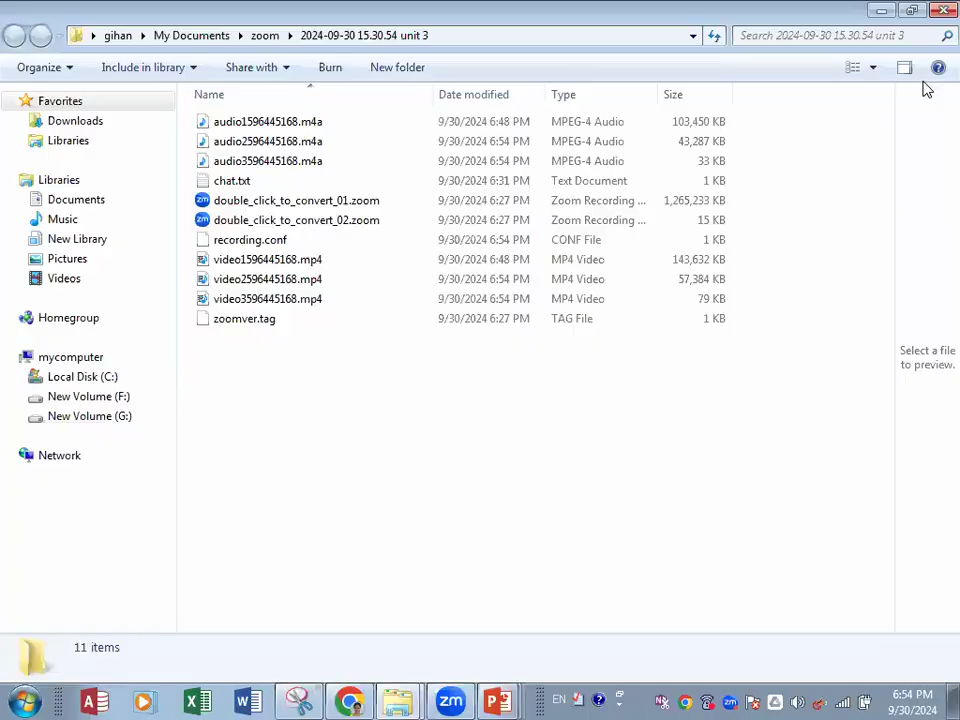 gihan My Documents zoom 2024-09-30 15.30.54 unit 3
Search 2024-09-30 15.30.54 unit 3
Organize Include in library Share with Burn New folder
Favorites
Downloads
Libraries
Libraries
Documents
Music
New Library
Pictures
Videos
Homegroup
mycomputer
Local Disk (C:)
New Volume (F:)
New Volume (G:)
Network
Name Date modified Type Size
audio1596445168.m4a 9/30/2024 6:48 PM MPEG-4 Audio 103,450 KB
audio2596445168.m4a 9/30/2024 6:54 PM MPEG-4 Audio 43,287 KB
audio3596445168.m4a 9/30/2024 6:54 PM MPEG-4 Audio 33 KB
chat.txt 9/30/2024 6:31 PM Text Document 1 KB
double_click_to_convert_01.zoom 9/30/2024 6:27 PM Zoom Recording ... 1,265,233 KB
double_click_to_convert_02.zoom 9/30/2024 6:27 PM Zoom Recording ... 15 KB
recording.conf 9/30/2024 6:54 PM CONF File 1 KB
video1596445168.mp4 9/30/2024 6:48 PM MP4 Video 143,632 KB
video2596445168.mp4 9/30/2024 6:54 PM MP4 Video 57,384 KB
video3596445168.mp4 9/30/2024 6:54 PM MP4 Video 79 KB
zoomver.tag 9/30/2024 6:27 PM TAG File 1 KB
Select a file
to preview.
11 items
EN
6:54 PM
9/30/2024